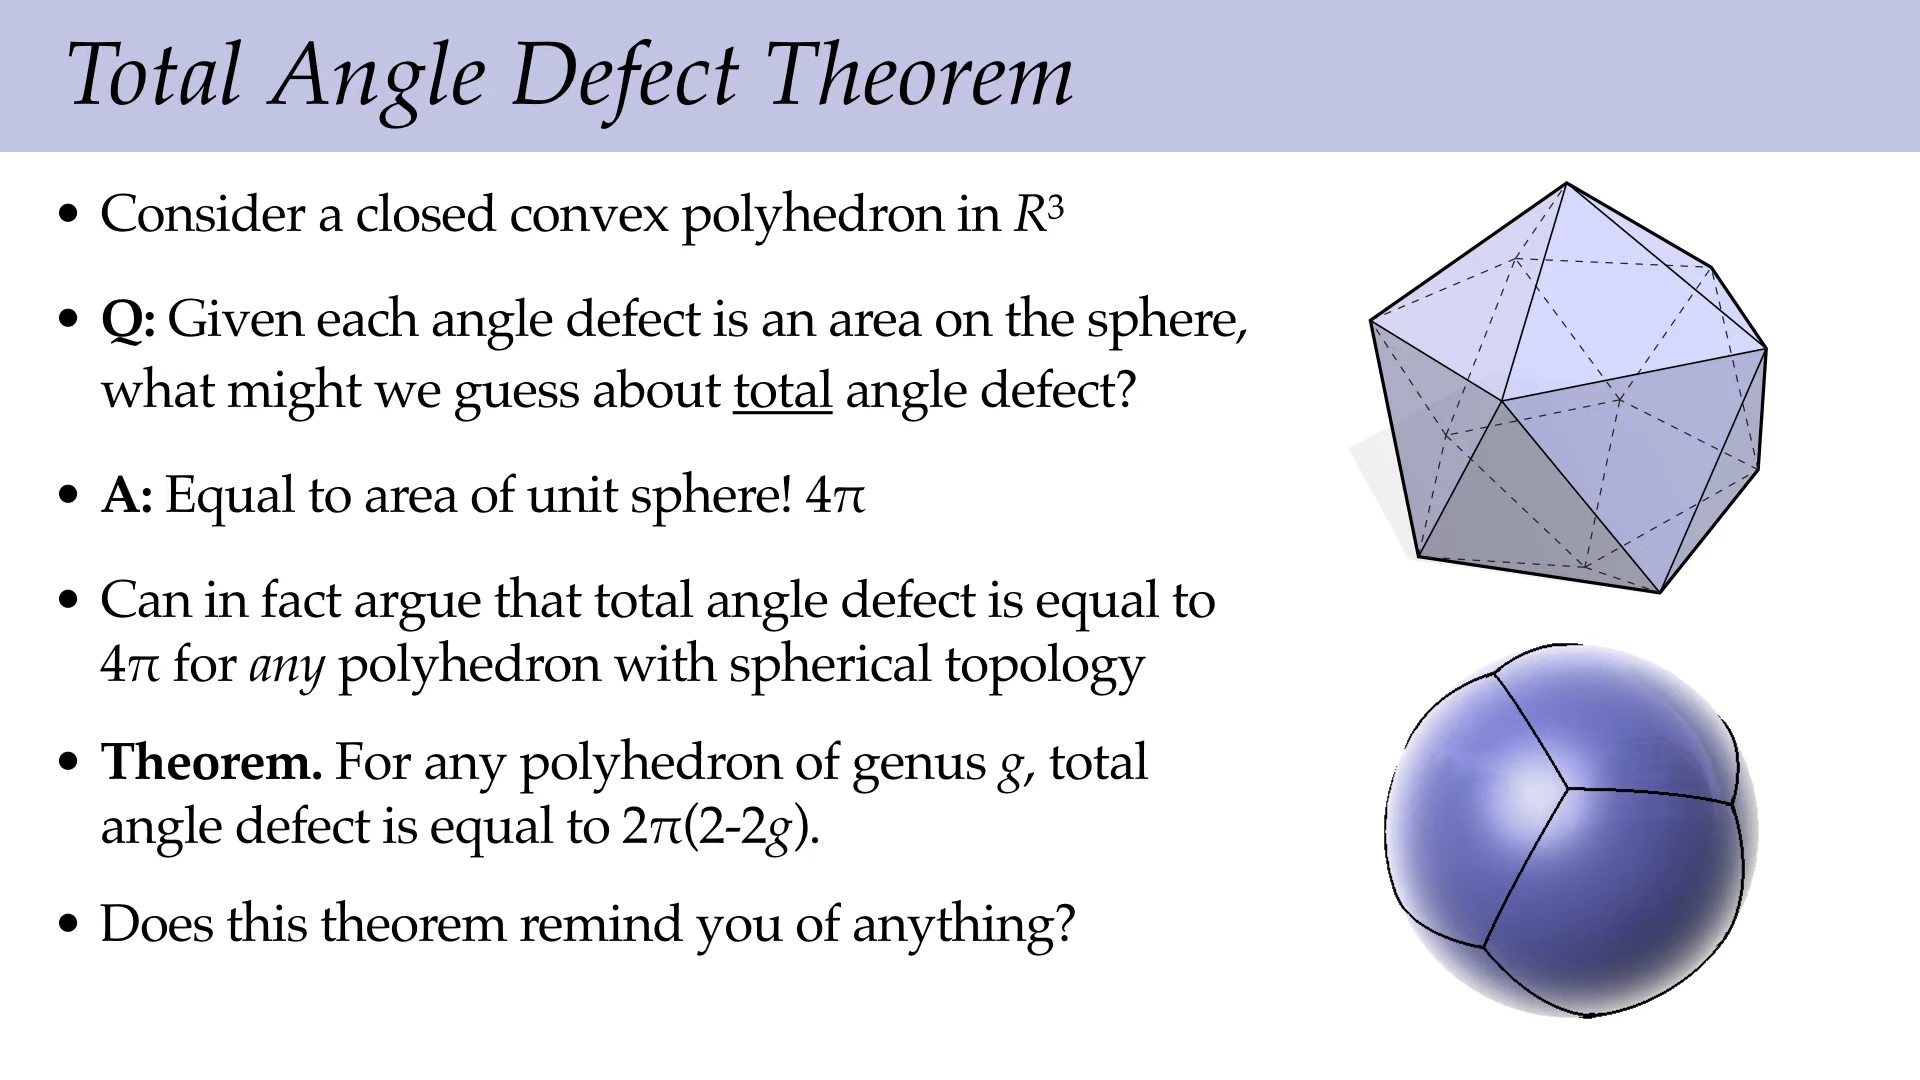 Total Angle Defect Theorem
• Consider a closed convex polyhedron in R³
• Q: Given each angle defect is an area on the sphere,
what might we guess about total angle defect?
• A: Equal to area of unit sphere! 4π
• Can in fact argue that total angle defect is equal to
4π for any polyhedron with spherical topology
• Theorem. For any polyhedron of genus g, total
angle defect is equal to 2π(2-2g).
• Does this theorem remind you of anything?